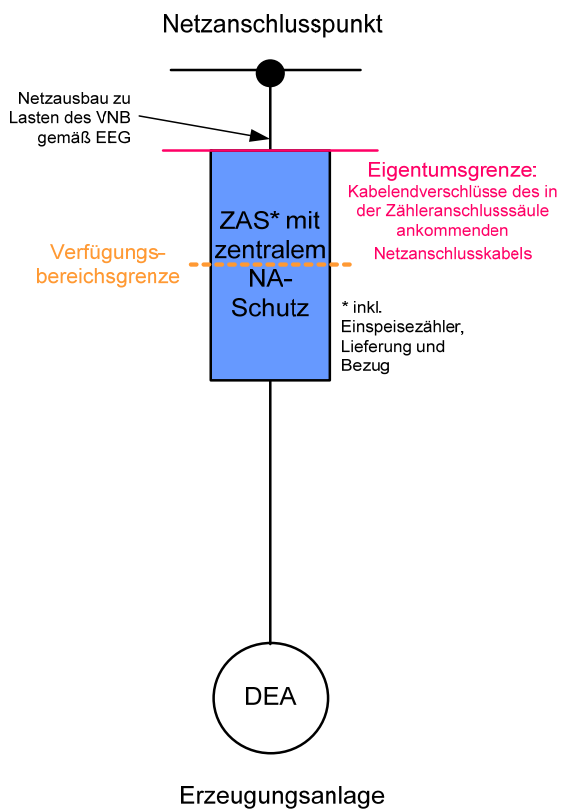 Netzanschlusspunkt
Netzausbau zu
Lasten des VNB
gemäß EEG
Eigentumsgrenze:
Kabelendverschlüsse des in
der Zähleranschlusssäule
ankommenden
Netzanschlusskabels
ZAS* mit
zentralem
NA-
Schutz
Verfügungs-
bereichsgrenze
* inkl.
Einspeisezähler,
Lieferung und
Bezug
DEA
Erzeugungsanlage